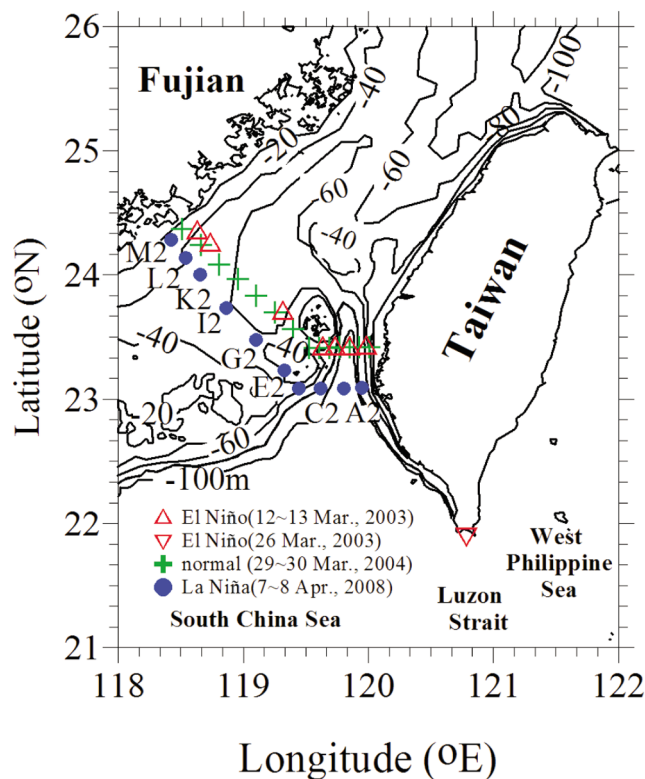 26
25
24
23
22
21
Latitude (oN)
Fujian
-40
-20
-100
80
-60
60
-40
M2
L2
K2
I2
-40
G2
-40
E2
C2
A2
-20
-60
-100m
Taiwan
El Niño(12~13 Mar., 2003)
El Niño(26 Mar., 2003)
normal (29~30 Mar., 2004)
La Niña(7~8 Apr., 2008)
South China Sea
Luzon
Strait
West
Philippine
Sea
118
119
120
121
122
Longitude (oE)